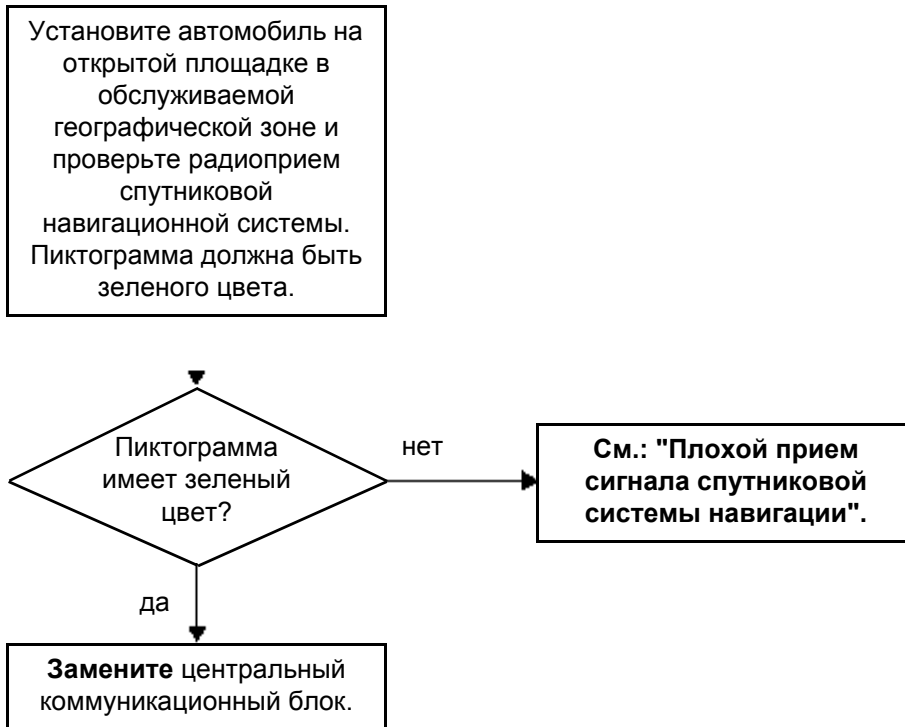 Установите автомобиль на
открытой площадке в
обслуживаемой
географической зоне и
проверьте радиоприем
спутниковой
навигационной системы.
Пиктограмма должна быть
зеленого цвета.
Пиктограмма
имеет зеленый
цвет?
нет
См.: "Плохой прием
сигнала спутниковой
системы навигации".
да
Замените центральный
коммуникационный блок.